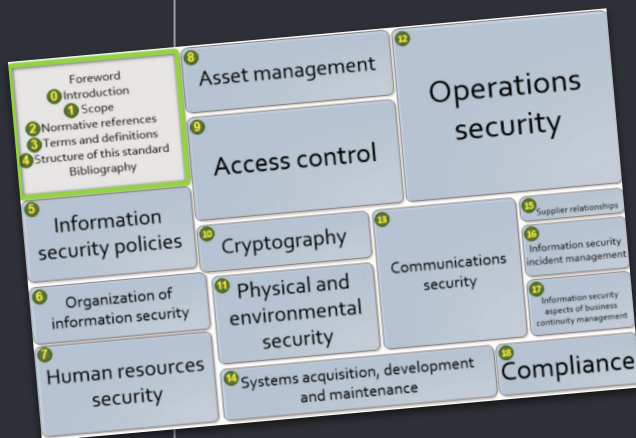 Foreword
0 Introduction
1 Scope
2 Normative references
3 Terms and definitions
4 Structure of this standard
Bibliography
5
Information
security policies
6
Organization of
information security
7
Human resources
security
8
Asset management
9
Access control
10
Cryptography
11
Physical and
environmental
security
12
Operations
security
13
Communications
security
14
Systems acquisition, development
and maintenance
15
Supplier relationships
16
Information security
incident management
17
Information security
aspects of business
continuity management
18
Compliance